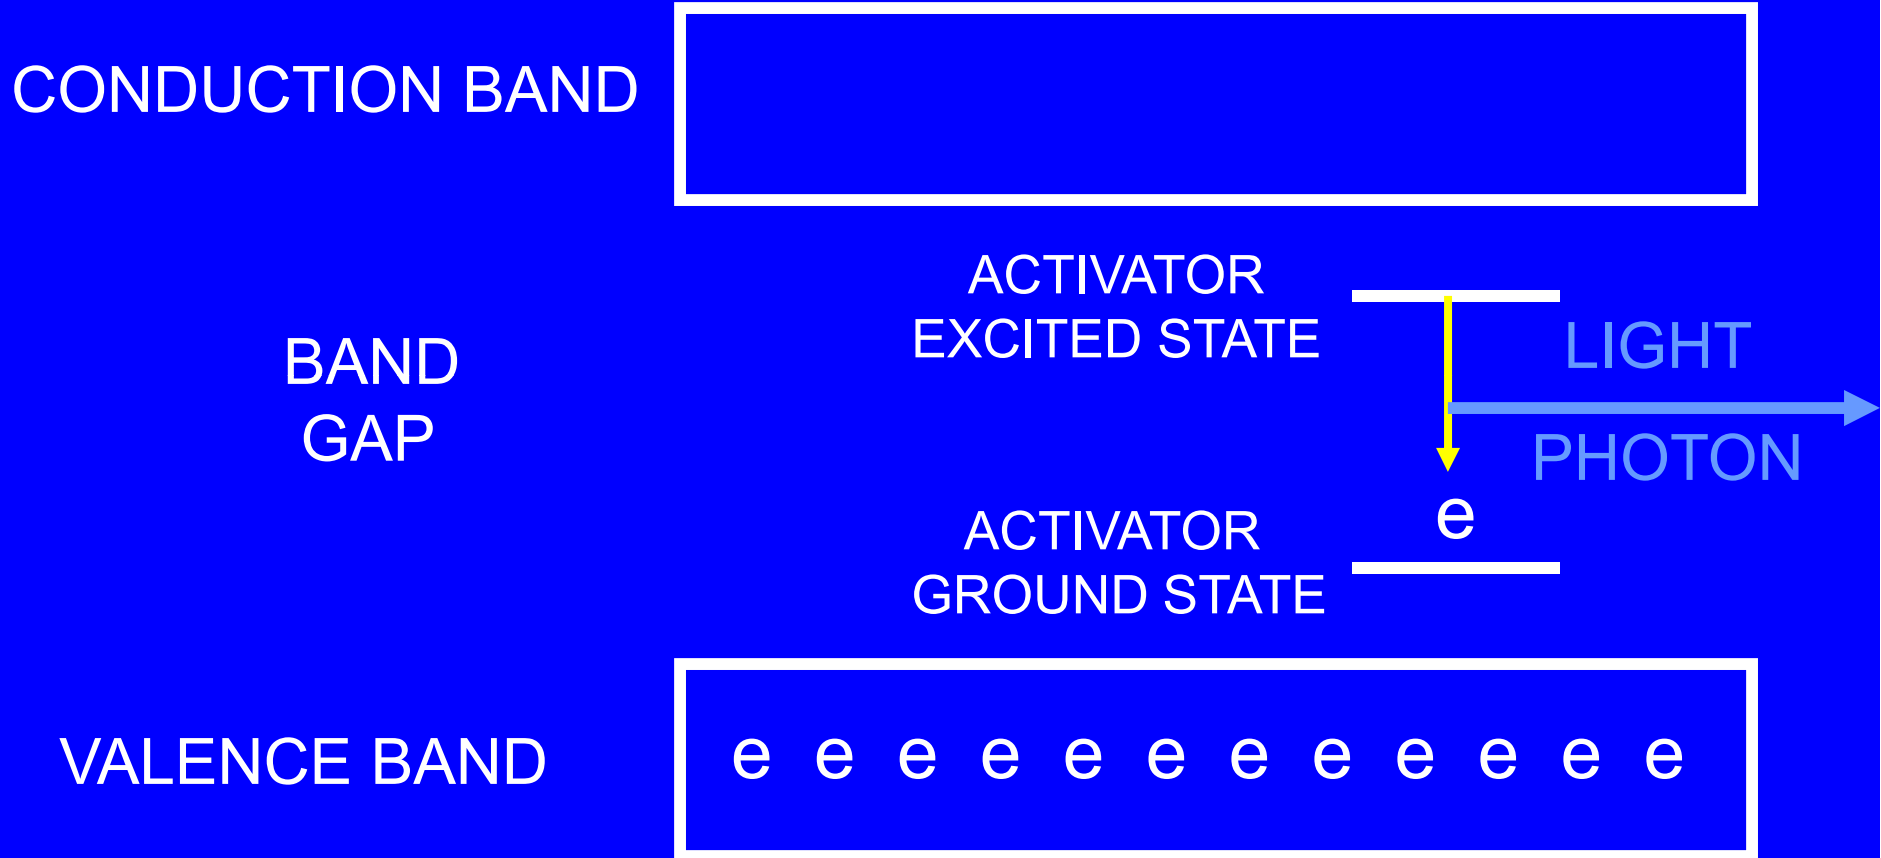 CONDUCTION BAND
ACTIVATOR
EXCITED STATE
LIGHT
BAND
GAP
PHOTON
e
ACTIVATOR
GROUND STATE
VALENCE BAND
e e e e e e e e e e e e